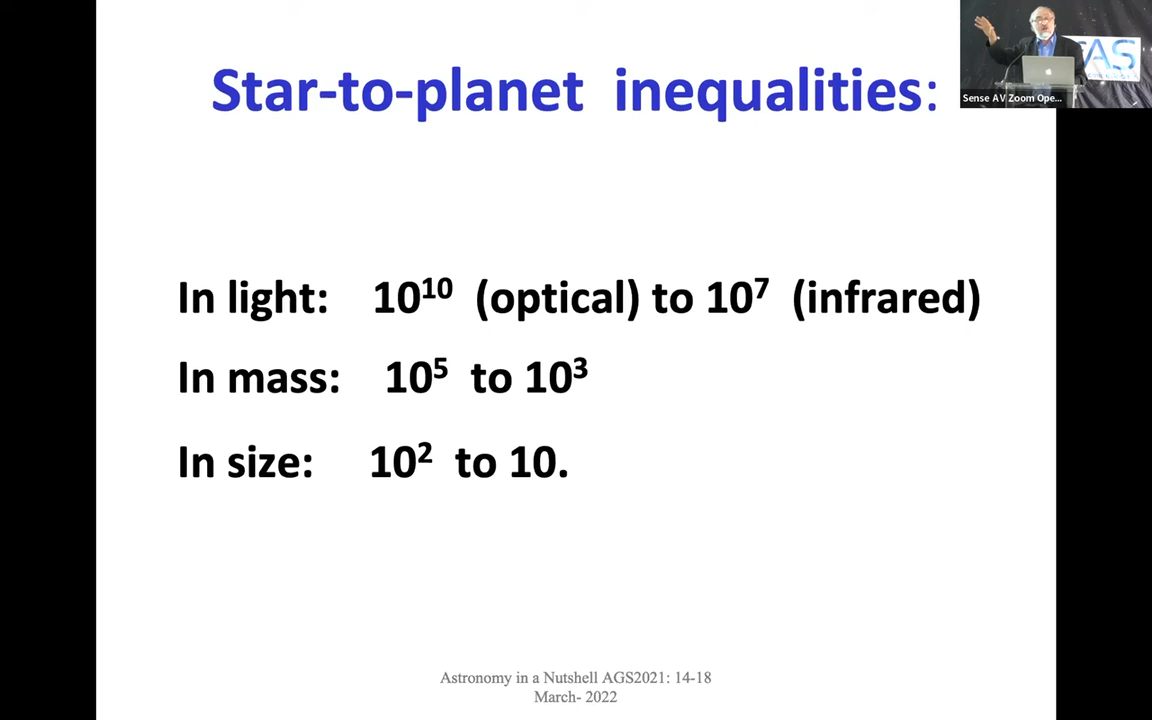 Star-to-planet inequalities:
AS
Sense AV Zoom Ope...
In light: 10¹⁰ (optical) to 10⁷ (infrared)
In mass: 10⁵ to 10³
In size: 10² to 10.
Astronomy in a Nutshell AGS2021: 14-18
March- 2022